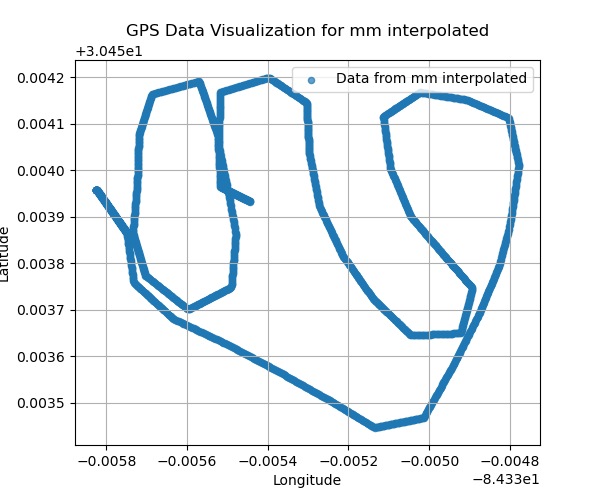 GPS Data Visualization for mm interpolated
+3.045e1
Data from mm interpolated
0.0042
0.0041
0.0040
0.0039
0.0038
0.0037
0.0036
0.0035
Latitude
−0.0058 −0.0056 −0.0054 −0.0052 −0.0050 −0.0048
Longitude
−8.433e1